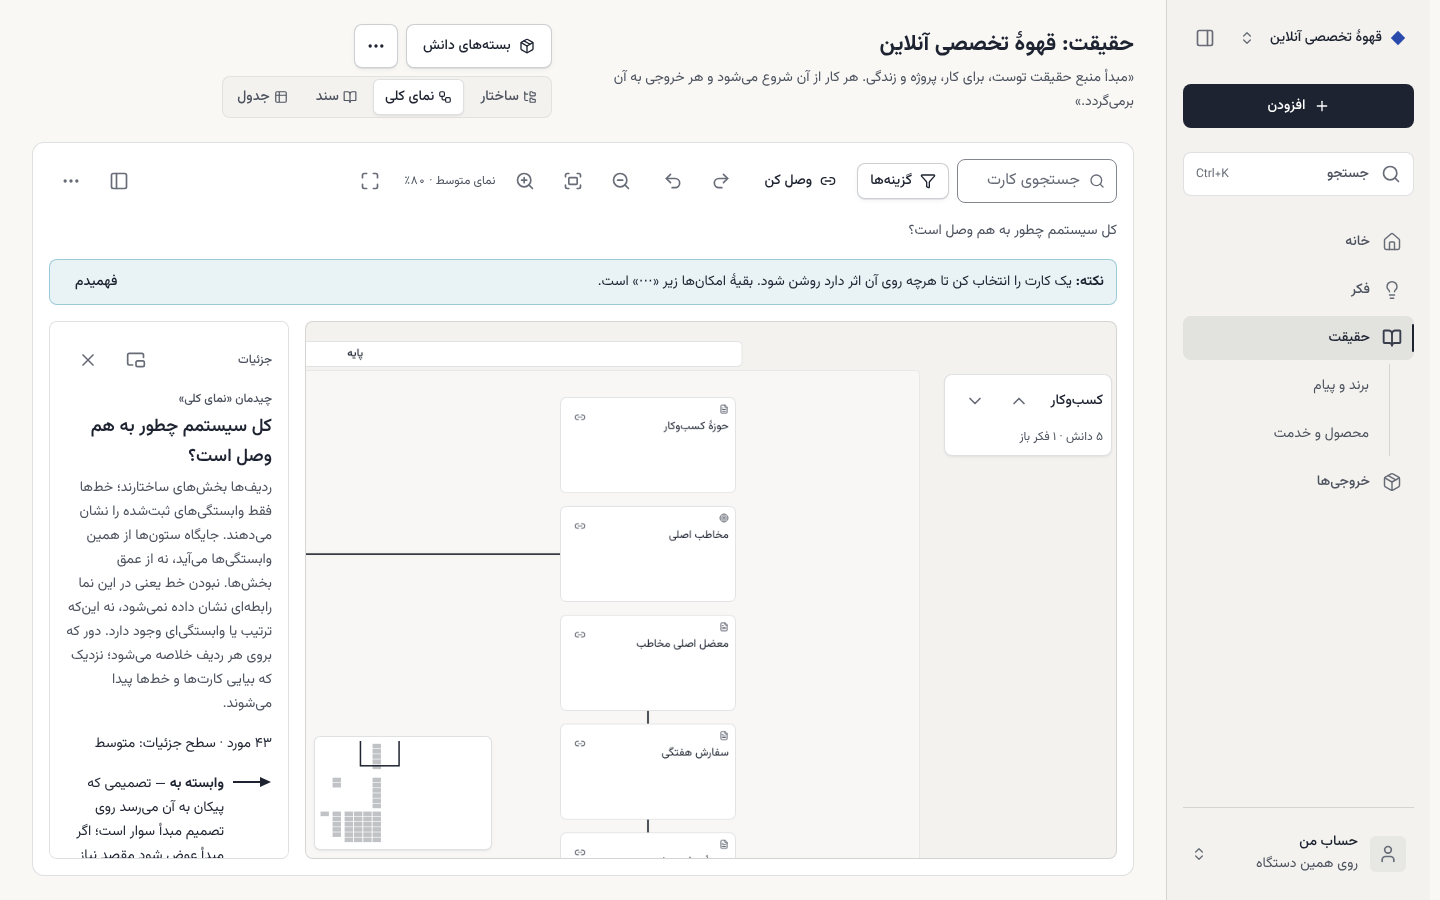 قهوهٔ تخصصی آنلاین
افزودن
جستجو
Ctrl+K
خانه
فکر
حقیقت
برند و پیام
محصول و خدمت
خروجی‌ها
حساب من
روی همین دستگاه
حقیقت: قهوهٔ تخصصی آنلاین
«مبدأ منبع حقیقت توست، برای کار، پروژه و زندگی. هر کار از آن شروع می‌شود و هر خروجی به آن
برمی‌گردد.»
بسته‌های دانش
ساختار
نمای کلی
سند
جدول
جستجوی کارت
گزینه‌ها
وصل کن
نمای متوسط · ۸۰٪
کل سیستمم چطور به هم وصل است؟
نکته: یک کارت را انتخاب کن تا هرچه روی آن اثر دارد روشن شود. بقیهٔ امکان‌ها زیر «···» است.
فهمیدم
پایه
کسب‌وکار
۵ دانش · ۱ فکر باز
حوزهٔ کسب‌وکار
مخاطب اصلی
معضل اصلی مخاطب
سفارش هفتگی
جزئیات
چیدمان «نمای کلی»
کل سیستمم چطور به هم
وصل است؟
ردیف‌ها بخش‌های ساختارند؛ خط‌ها
فقط وابستگی‌های ثبت‌شده را نشان
می‌دهند. جایگاه ستون‌ها از همین
وابستگی‌ها می‌آید، نه از عمق
بخش‌ها. نبودن خط یعنی در این نما
رابطه‌ای نشان داده نمی‌شود، نه این‌که
ترتیب یا وابستگی‌ای وجود دارد. دور که
بروی هر ردیف خلاصه می‌شود؛ نزدیک
که بیایی کارت‌ها و خط‌ها پیدا
می‌شوند.
۴۳ مورد · سطح جزئیات: متوسط
وابسته به — تصمیمی که
پیکان به آن می‌رسد روی
تصمیم مبدأ سوار است؛ اگر
مبدأ عوض شود مقصد نیاز